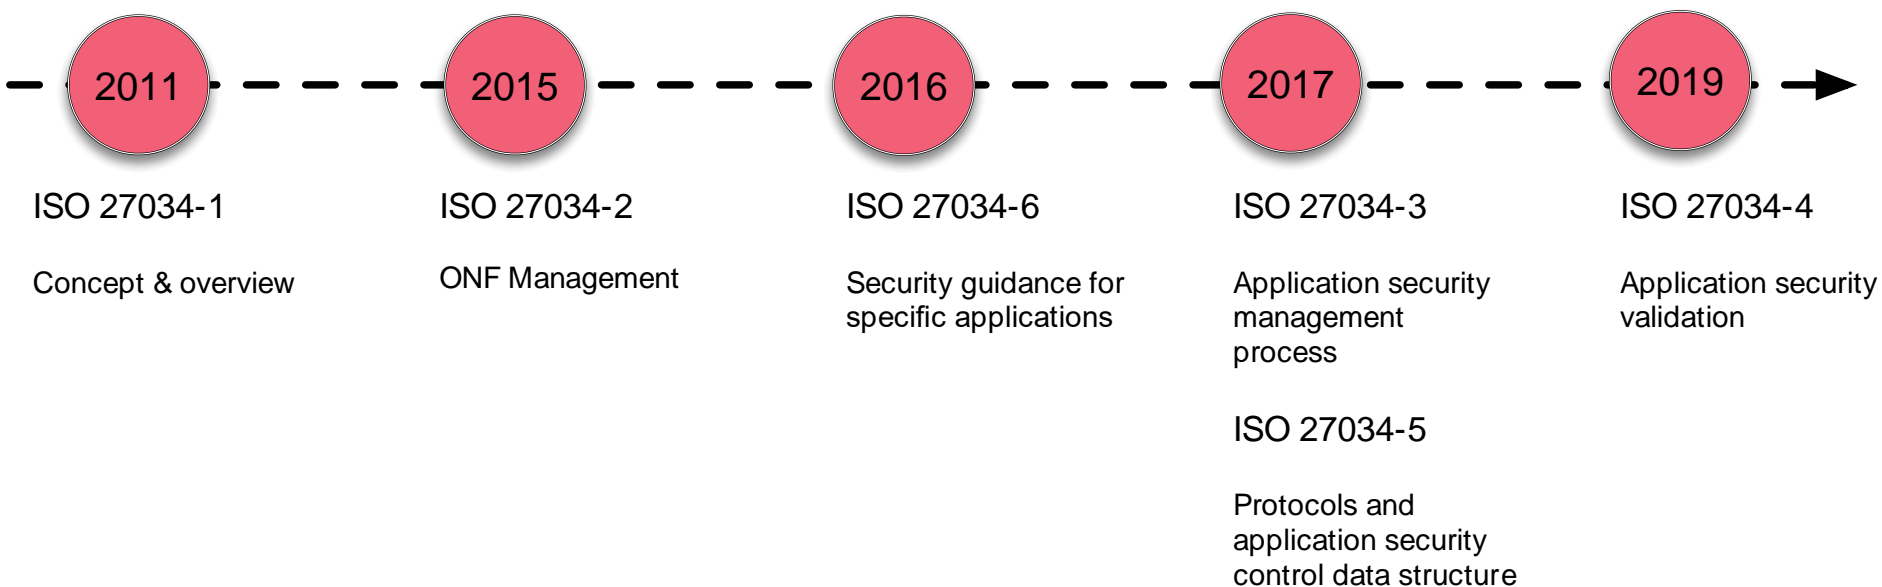 2011
2015
2016
2017
2019
ISO 27034-1
Concept & overview
ISO 27034-2
ONF Management
ISO 27034-6
Security guidance for
specific applications
ISO 27034-3
Application security
management
process
ISO 27034-5
Protocols and
application security
control data structure
ISO 27034-4
Application security
validation